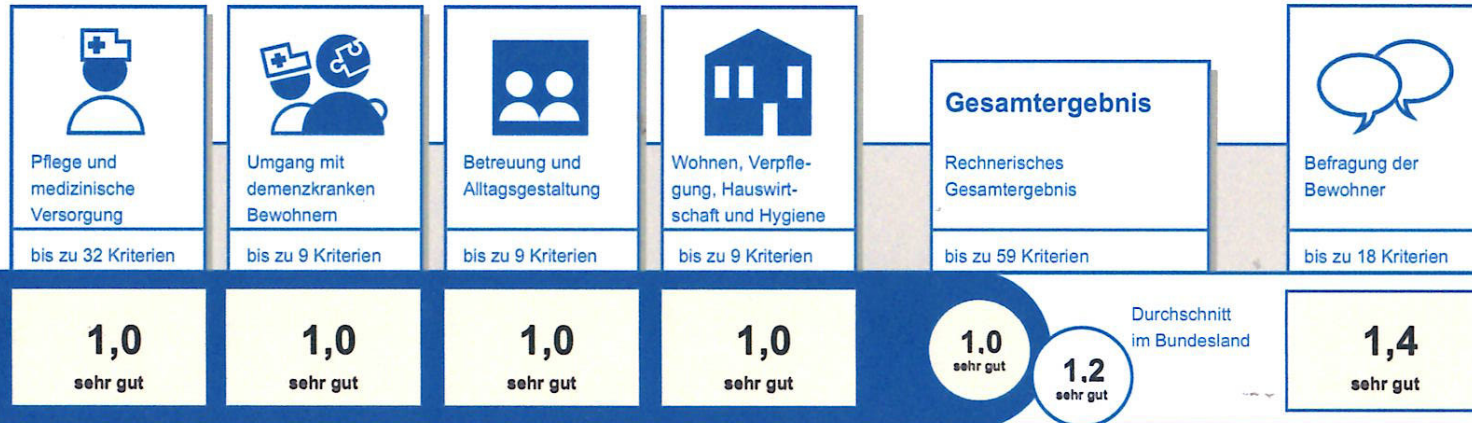 Pflege und
medizinische
Versorgung
bis zu 32 Kriterien
1,0
sehr gut
Umgang mit
demenzkranken
Bewohnern
bis zu 9 Kriterien
1,0
sehr gut
Betreuung und
Alltagsgestaltung
bis zu 9 Kriterien
1,0
sehr gut
Wohnen, Verpfle-
gung, Hauswirt-
schaft und Hygiene
bis zu 9 Kriterien
1,0
sehr gut
Gesamtergebnis
Rechnerisches
Gesamtergebnis
bis zu 59 Kriterien
1.0
sehr gut
Durchschnitt
im Bundesland
1.2
sehr gut
Befragung der
Bewohner
bis zu 18 Kriterien
1,4
sehr gut